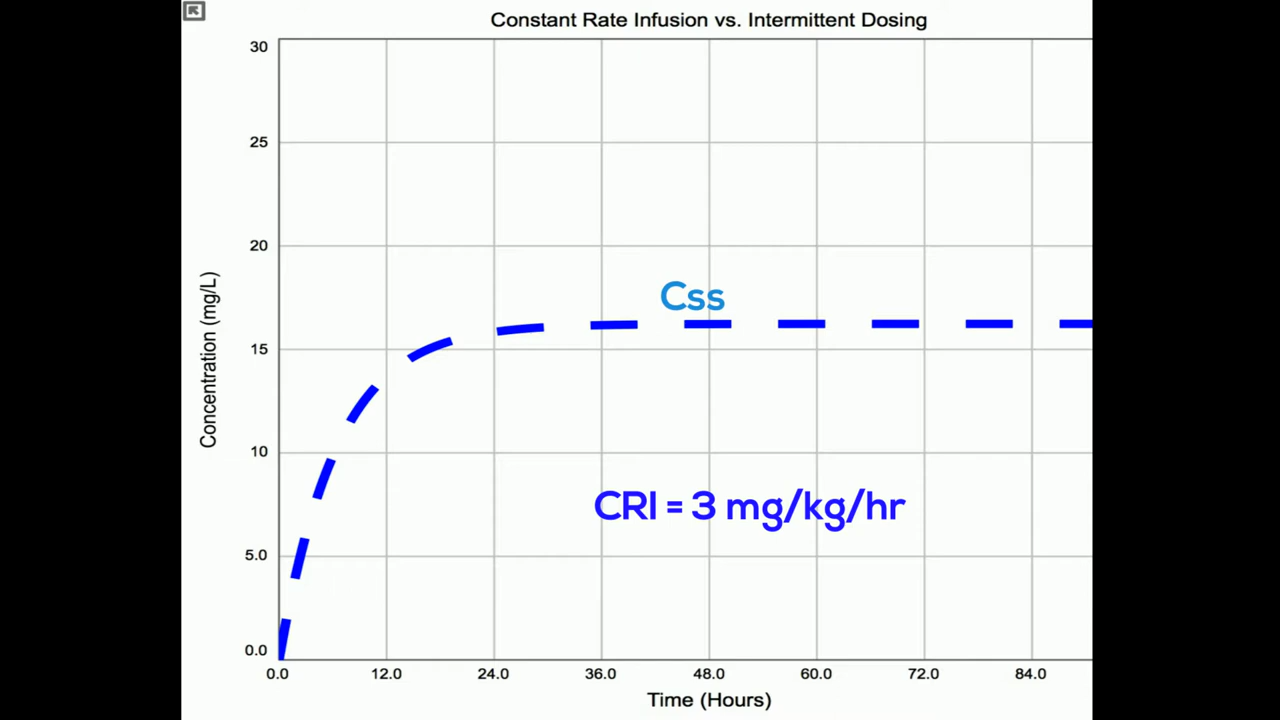 Constant Rate Infusion vs. Intermittent Dosing
30
25
20
15
10
5.0
0.0
Concentration (mg/L)
Css
CRI = 3 mg/kg/hr
0.0 12.0 24.0 36.0 48.0 60.0 72.0 84.0
Time (Hours)